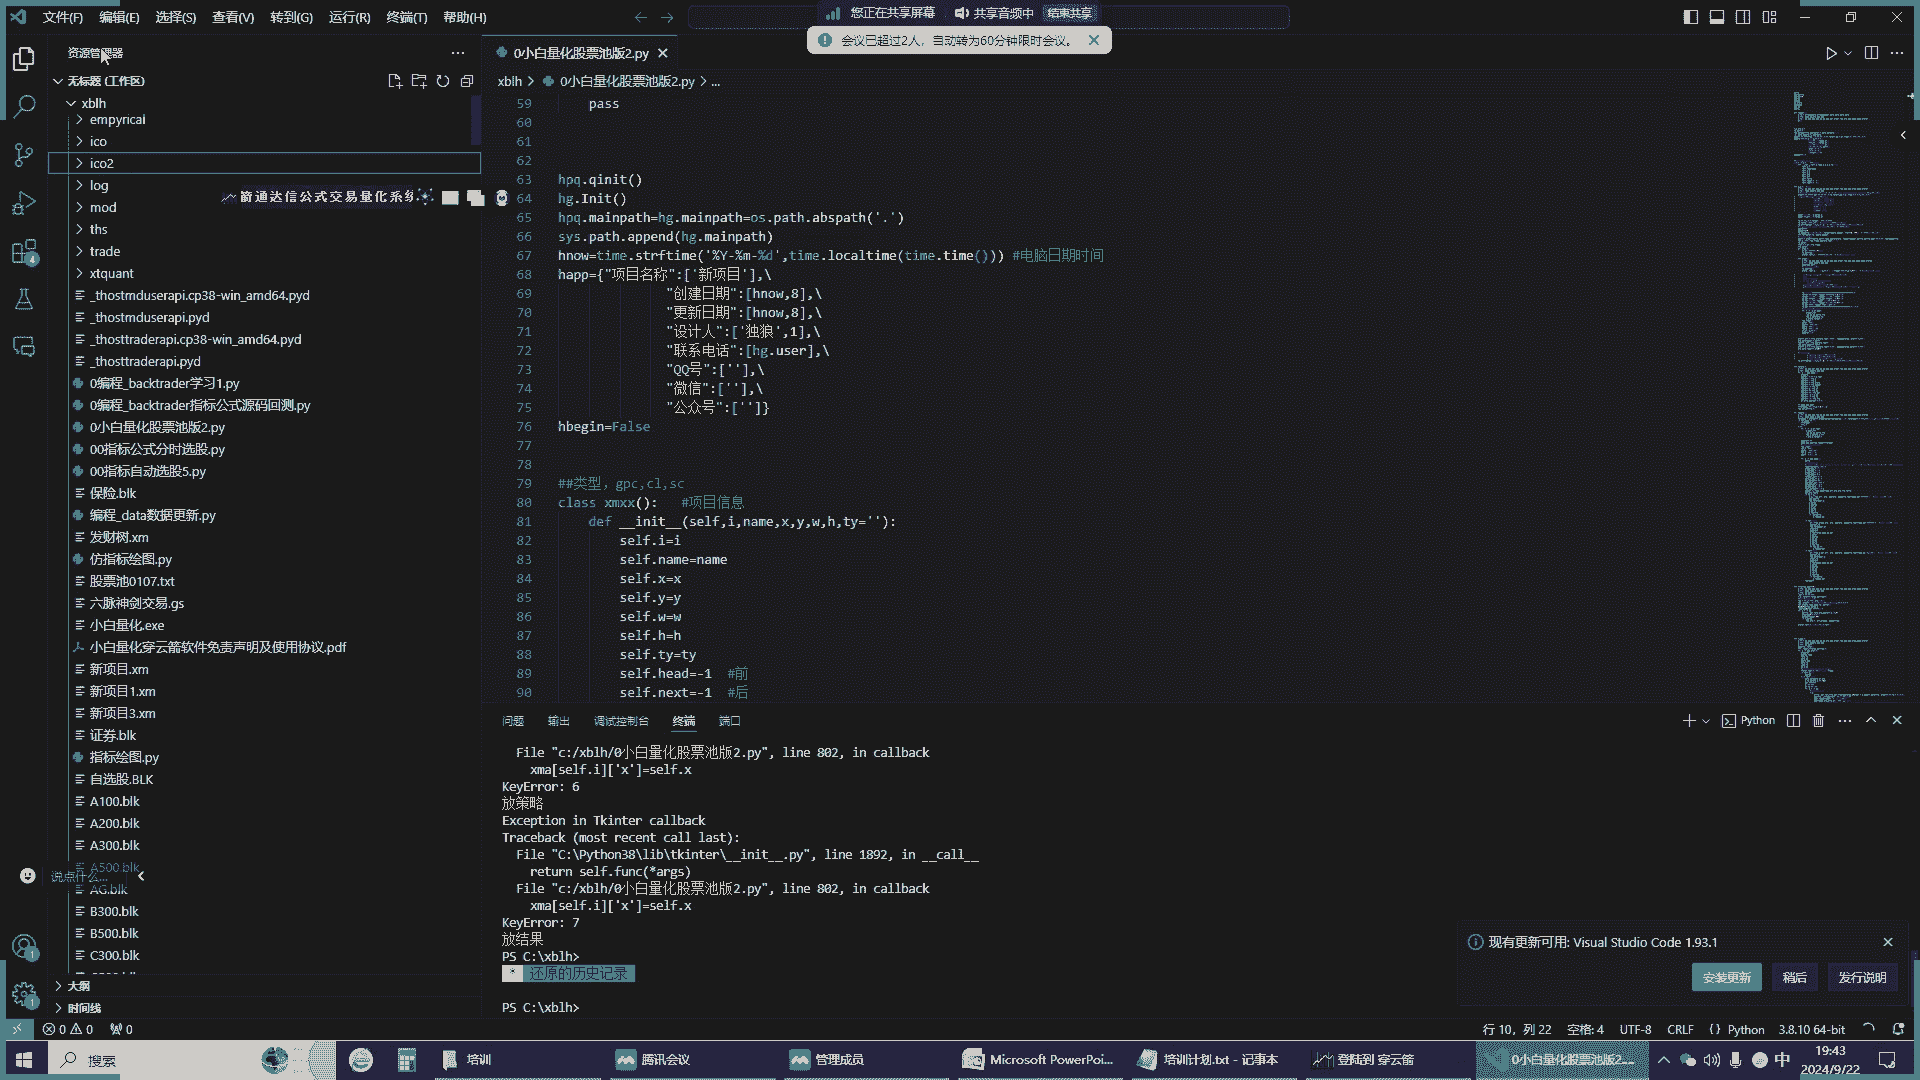 文件(F) 编辑(E) 选择(S) 查看(V) 转到(G) 运行(R) 终端(T) 帮助(H)
您正在共享屏幕 共享音频中 结束共享
会议已超过2人，自动转为60分钟限时会议。
资源管理器
0小白量化股票池版2.py
无标题 (工作区)
xblh > 0小白量化股票池版2.py > ...
xblh
empyrical
ico
ico2
log
箭通达信公式交易量化系统
mod
ths
trade
xtquant
_thostmduserapi.cp38-win_amd64.pyd
_thostmduserapi.pyd
_thosttraderapi.cp38-win_amd64.pyd
_thosttraderapi.pyd
0编程_backtrader学习1.py
0编程_backtrader指标公式源码回测.py
0小白量化股票池版2.py
00指标公式分时选股.py
00指标自动选股5.py
保险.blk
编程_data数据更新.py
发财树.xm
仿指标绘图.py
股票池0107.txt
六脉神剑交易.gs
小白量化.exe
小白量化穿云箭软件免责声明及使用协议.pdf
新项目.xm
新项目1.xm
新项目3.xm
证券.blk
指标绘图.py
自选股.BLK
A100.blk
A200.blk
A300.blk
A500.blk
说点什么...
AG.blk
B300.blk
B500.blk
C300.blk
大纲
时间线
59 pass
60
61
62
63 hpq.qinit()
64 hg.Init()
65 hpq.mainpath=hg.mainpath=os.path.abspath('.')
66 sys.path.append(hg.mainpath)
67 hnow=time.strftime('%Y-%m-%d',time.localtime(time.time())) #电脑日期时间
68 happ={"项目名称":['新项目'],\
69 "创建日期":[hnow,8],\
70 "更新日期":[hnow,8],\
71 "设计人":['独狼',1],\
72 "联系电话":[hg.user],\
73 "QQ号":[''],\
74 "微信":[''],\
75 "公众号":['']}
76 hbegin=False
77
78
79 ##类型，gpc,cl,sc
80 class xmxx(): #项目信息
81 def __init__(self,i,name,x,y,w,h,ty=''):
82 self.i=i
83 self.name=name
84 self.x=x
85 self.y=y
86 self.w=w
87 self.h=h
88 self.ty=ty
89 self.head=-1 #前
90 self.next=-1 #后
问题 输出 调试控制台 终端 端口
Python
File "c:/xblh/0小白量化股票池版2.py", line 802, in callback
xma[self.i]['x']=self.x
KeyError: 6
放策略
Exception in Tkinter callback
Traceback (most recent call last):
File "C:\Python38\lib\tkinter\__init__.py", line 1892, in __call__
return self.func(*args)
File "c:/xblh/0小白量化股票池版2.py", line 802, in callback
xma[self.i]['x']=self.x
KeyError: 7
放结果
PS C:\xblh>
* 还原的历史记录
PS C:\xblh>
现有更新可用: Visual Studio Code 1.93.1
安装更新 稍后 发行说明
0 0 0
行 10，列 22 空格: 4 UTF-8 CRLF {} Python 3.8.10 64-bit
搜索
培训
腾讯会议
管理成员
Microsoft PowerPoi...
培训计划.txt - 记事本
登陆到 穿云箭
0小白量化股票池版2....
中
19:43
2024/9/22